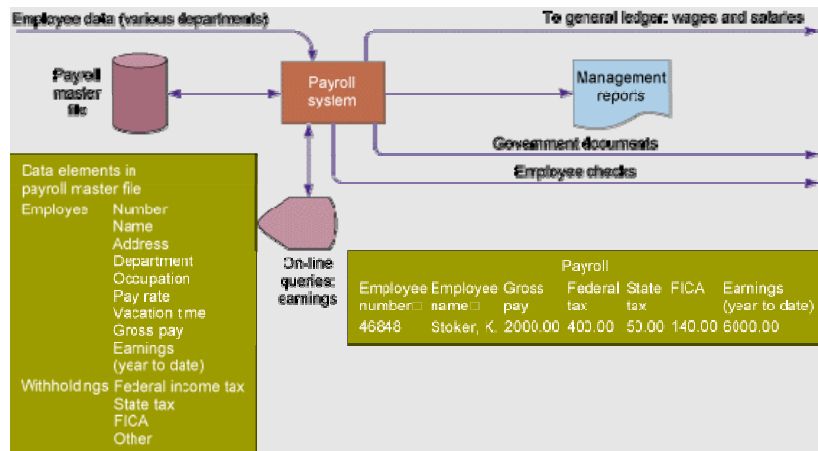 Employee data (various departments)
To general ledger: wages and salaries
Payroll
master
file
Payroll
system
Management
reports
Government documents
Employee checks
Data elements in
payroll master file
Employee Number
Name
Address
Department
Occupation
Pay rate
Vacation time
Gross pay
Earnings
(year to date)
Withholdings Federal income tax
State tax
FICA
Other
On-line
queries:
earnings
Payroll
Employee Employee Gross Federal State FICA Earnings
number□ name□ pay tax tax (year to date)
46848 Stoker, K. 2000.00 400.00 50.00 140.00 6000.00